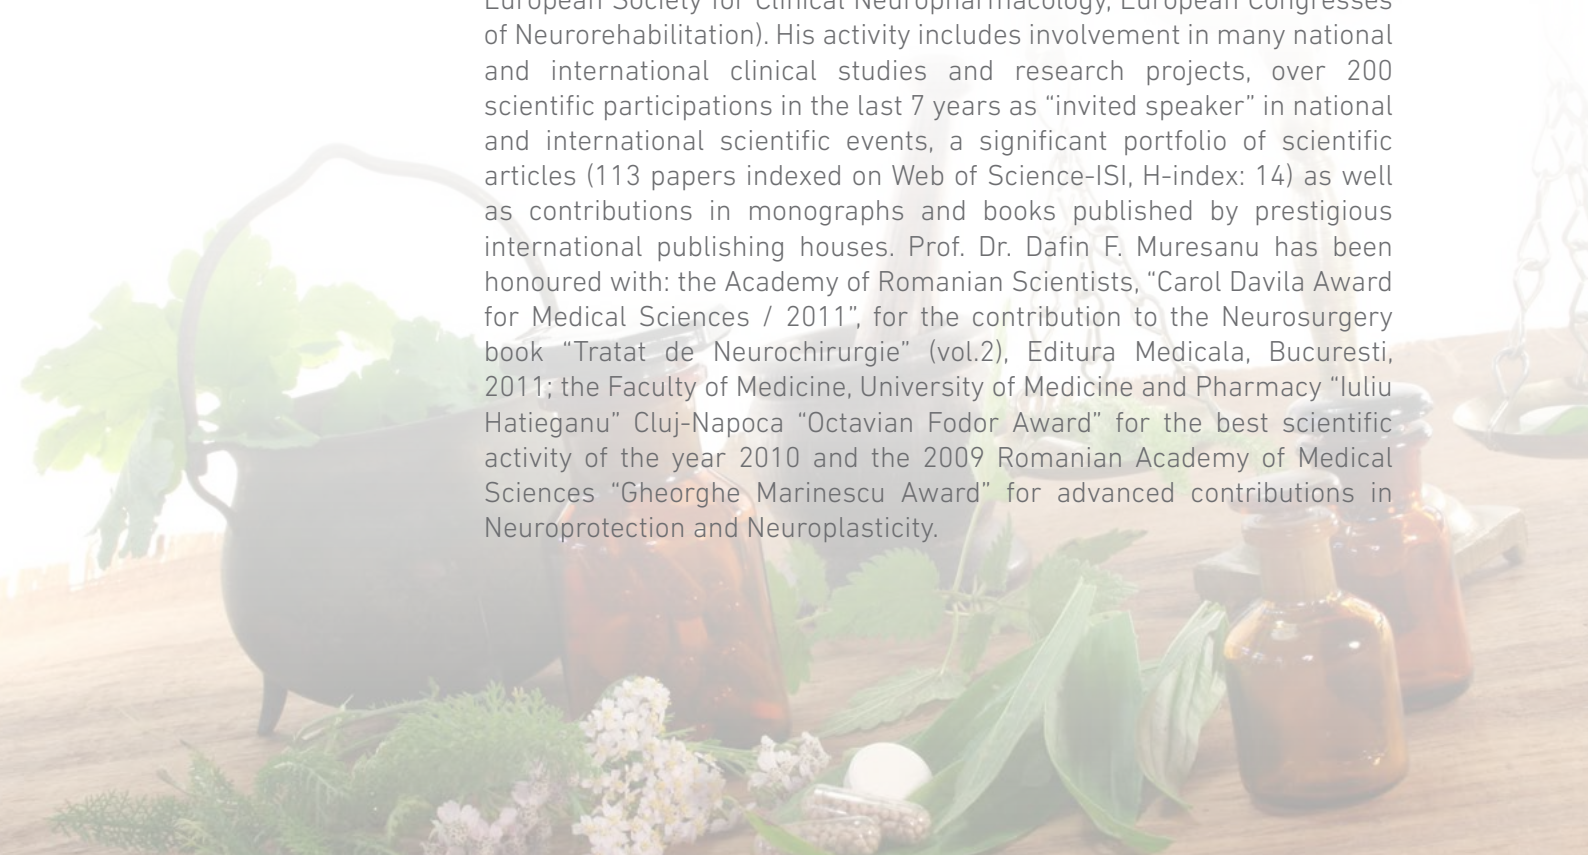 European Society for Clinical Neuropharmacology, European Congresses
of Neurorehabilitation). His activity includes involvement in many national
and international clinical studies and research projects, over 200
scientific participations in the last 7 years as “invited speaker” in national
and international scientific events, a significant portfolio of scientific
articles (113 papers indexed on Web of Science-ISI, H-index: 14) as well
as contributions in monographs and books published by prestigious
international publishing houses. Prof. Dr. Dafin F. Muresanu has been
honoured with: the Academy of Romanian Scientists, “Carol Davila Award
for Medical Sciences / 2011”, for the contribution to the Neurosurgery
book “Tratat de Neurochirurgie” (vol.2), Editura Medicala, Bucuresti,
2011; the Faculty of Medicine, University of Medicine and Pharmacy “Iuliu
Hatieganu” Cluj-Napoca “Octavian Fodor Award” for the best scientific
activity of the year 2010 and the 2009 Romanian Academy of Medical
Sciences “Gheorghe Marinescu Award” for advanced contributions in
Neuroprotection and Neuroplasticity.